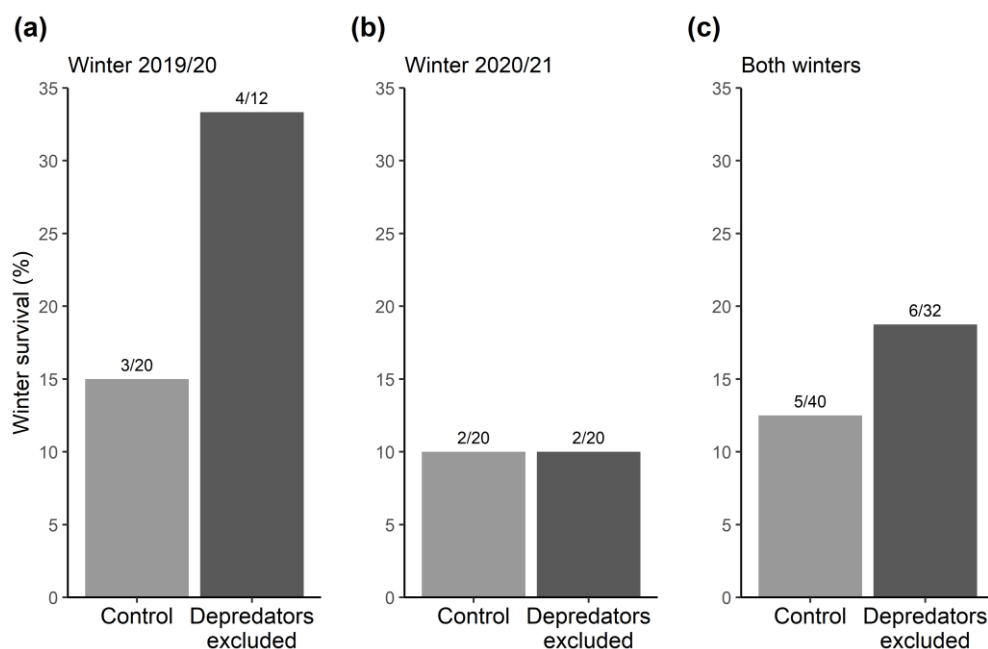 (a)
Winter 2019/20
Winter survival (%)
35
30
25
20
15
10
5
0
3/20
4/12
Control
Depredators
excluded
(b)
Winter 2020/21
35
30
25
20
15
10
5
0
2/20
2/20
Control
Depredators
excluded
(c)
Both winters
35
30
25
20
15
10
5
0
5/40
6/32
Control
Depredators
excluded